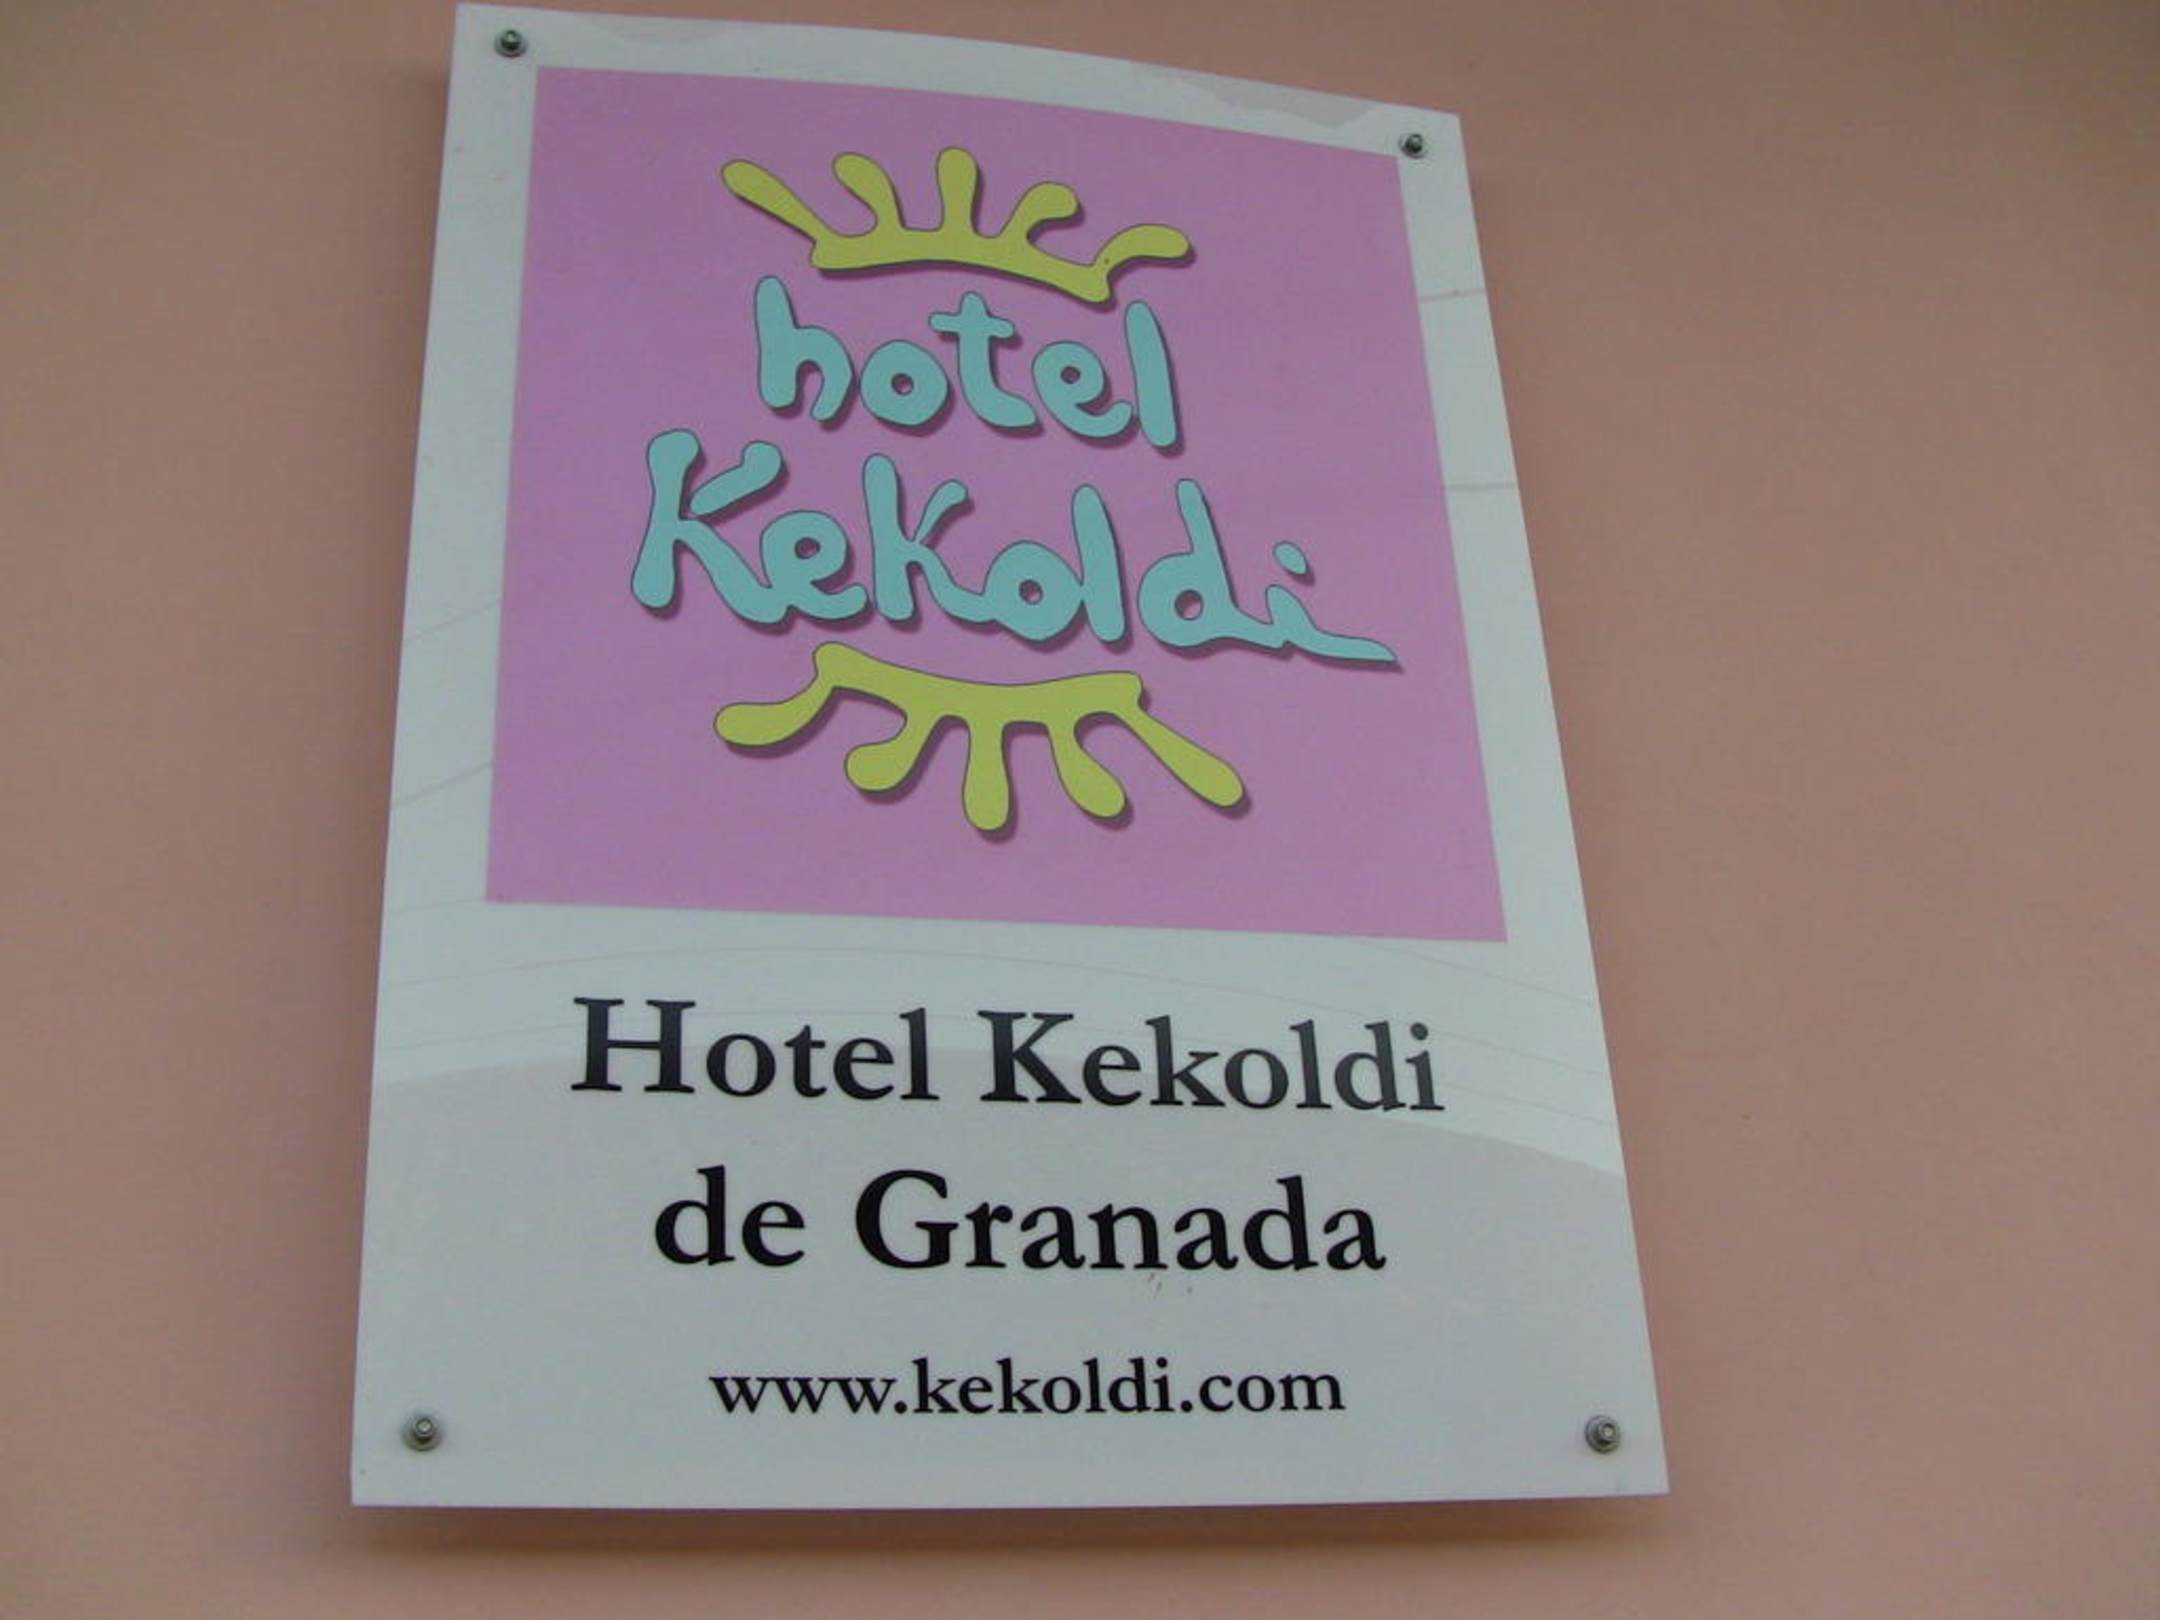 hotel
Kekoldi
Hotel Kekoldi
de Granada
www.kekoldi.com